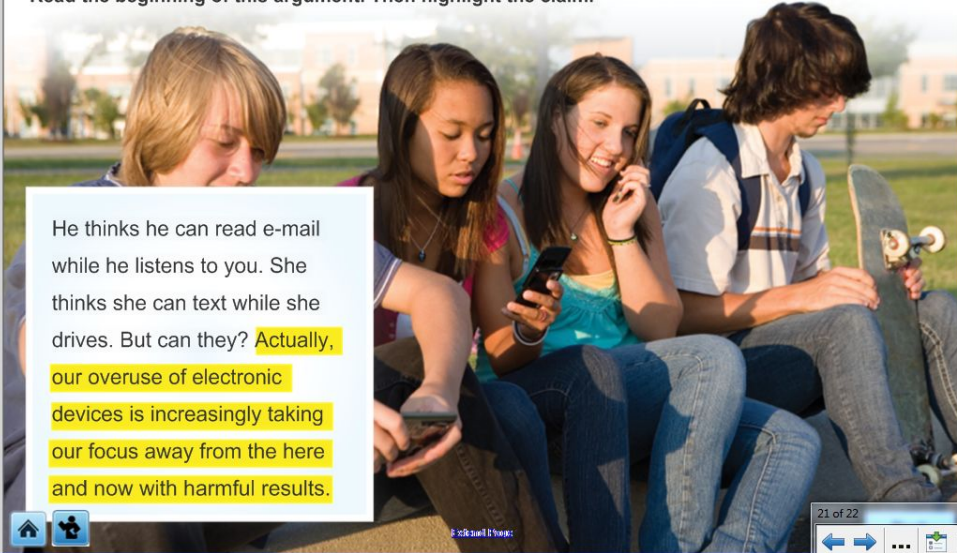 Read the beginning of this argument. Then highlight the claim.
He thinks he can read e-mail
while he listens to you. She
thinks she can text while she
drives. But can they? Actually,
our overuse of electronic
devices is increasingly taking
our focus away from the here
and now with harmful results.
21 of 22